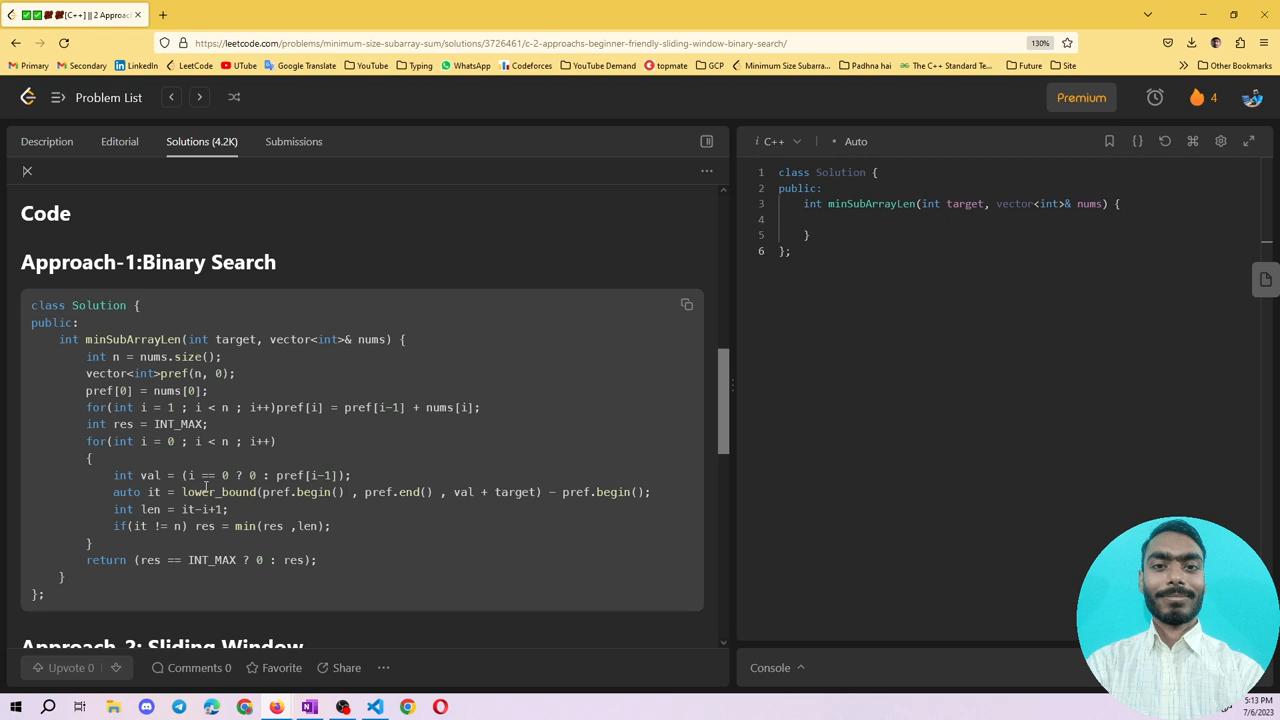 [C++] || 2 Approac
https://leetcode.com/problems/minimum-size-subarray-sum/solutions/3726461/c-2-approachs-beginner-friendly-sliding-window-binary-search/
130%
Primary Secondary LinkedIn LeetCode UTube Google Translate YouTube Typing WhatsApp Codeforces YouTube Demand topmate GCP Minimum Size Subarra... Padhna hai The C++ Standard Te... Future Site Other Bookmarks
Problem List
Premium
4
Description Editorial Solutions (4.2K) Submissions
Code
Approach-1:Binary Search
class Solution {
public:
int minSubArrayLen(int target, vector<int>& nums) {
int n = nums.size();
vector<int>pref(n, 0);
pref[0] = nums[0];
for(int i = 1 ; i < n ; i++)pref[i] = pref[i-1] + nums[i];
int res = INT_MAX;
for(int i = 0 ; i < n ; i++)
{
int val = (i == 0 ? 0 : pref[i-1]);
auto it = lower_bound(pref.begin() , pref.end() , val + target) - pref.begin();
int len = it-i+1;
if(it != n) res = min(res ,len);
}
return (res == INT_MAX ? 0 : res);
}
};
Approach-2: Sliding Window
Upvote 0 Comments 0 Favorite Share
i C++ Auto
1 class Solution {
2 public:
3 int minSubArrayLen(int target, vector<int>& nums) {
4
5 }
6 };
Console
5:13 PM
7/6/2023